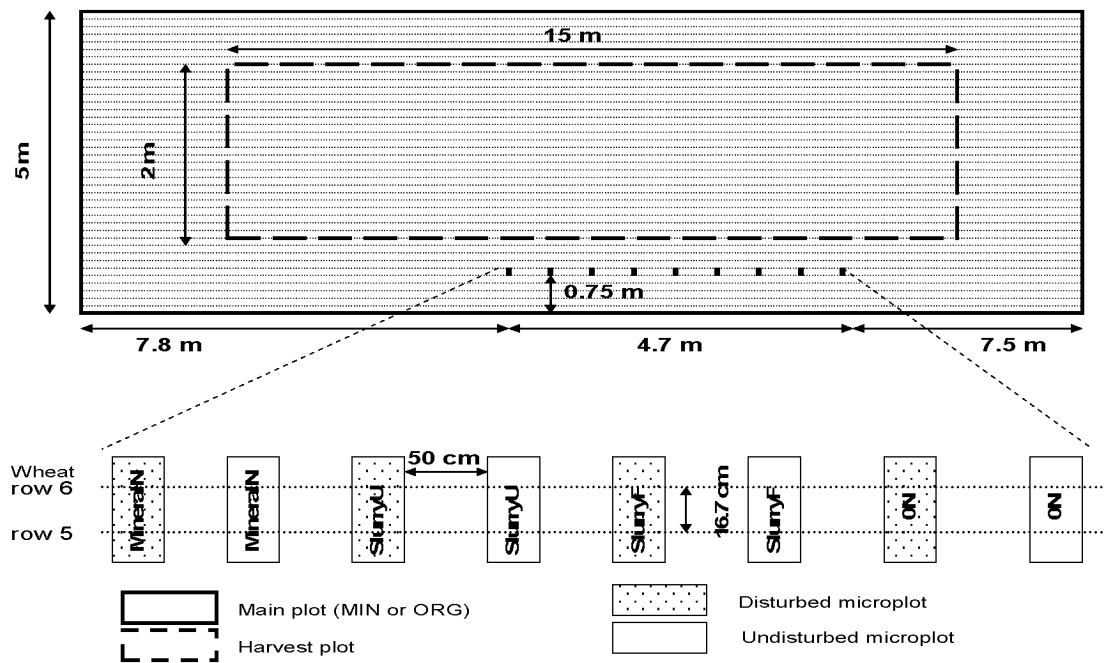 15 m
5m
2m
0.75 m
7.8 m
4.7 m
7.5 m
Wheat
row 6
row 5
50 cm
16.7 cm
MineralN
MineralN
SlurryU
SlurryU
SlurryF
SlurryF
0N
0N
Main plot (MIN or ORG)
Harvest plot
Disturbed microplot
Undisturbed microplot